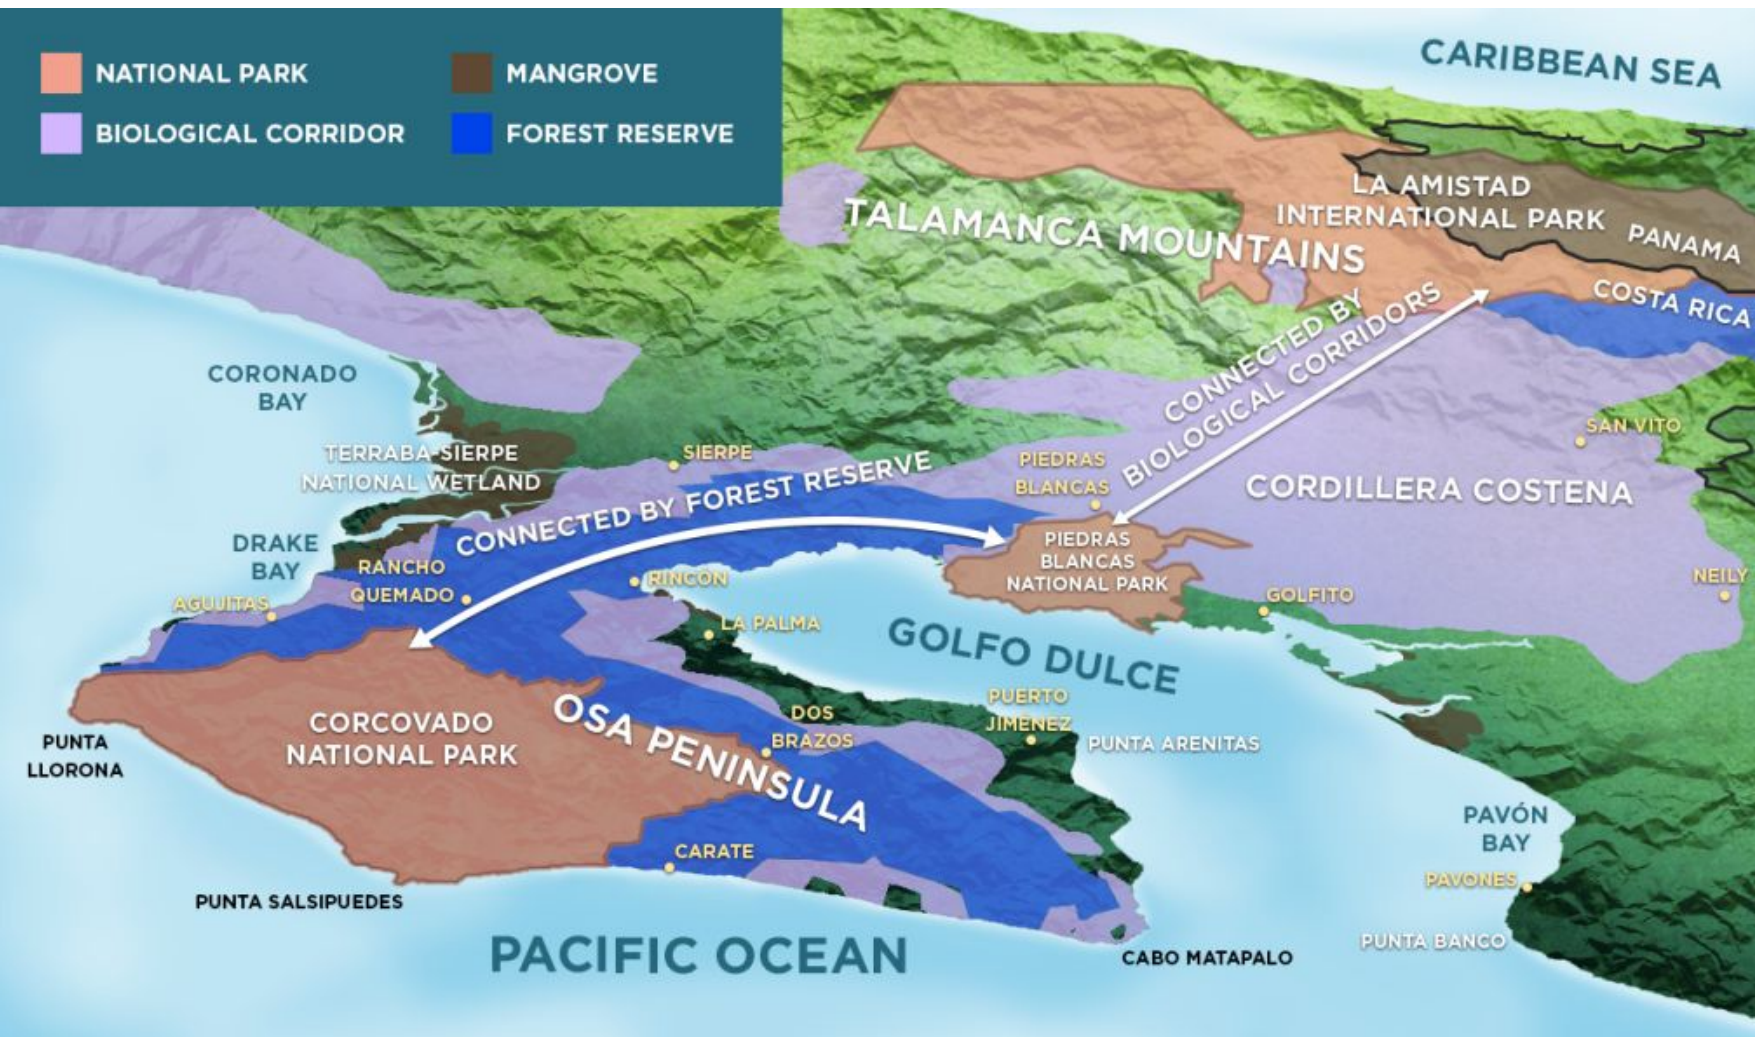 NATIONAL PARK
MANGROVE
BIOLOGICAL CORRIDOR
FOREST RESERVE
CARIBBEAN SEA
LA AMISTAD
INTERNATIONAL PARK
PANAMA
TALAMANCA MOUNTAINS
COSTA RICA
CONNECTED BY
BIOLOGICAL CORRIDORS
CORONADO
BAY
TERRABA-SIERPE
NATIONAL WETLAND
SIERPE
CONNECTED BY FOREST RESERVE
PIEDRAS
BLANCAS
SAN VITO
CORDILLERA COSTENA
DRAKE
BAY
RANCHO
QUEMADO
AGUJITAS
RINCÓN
PIEDRAS
BLANCAS
NATIONAL PARK
GOLFITO
NEILY
LA PALMA
GOLFO DULCE
CORCOVADO
NATIONAL PARK
OSA PENINSULA
DOS
BRAZOS
PUERTO
JIMÉNEZ
PUNTA ARENITAS
PUNTA
LLORONA
CARATE
PAVÓN
BAY
PAVONES
PUNTA SALSIPUEDES
PACIFIC OCEAN
CABO MATAPALO
PUNTA BANCO